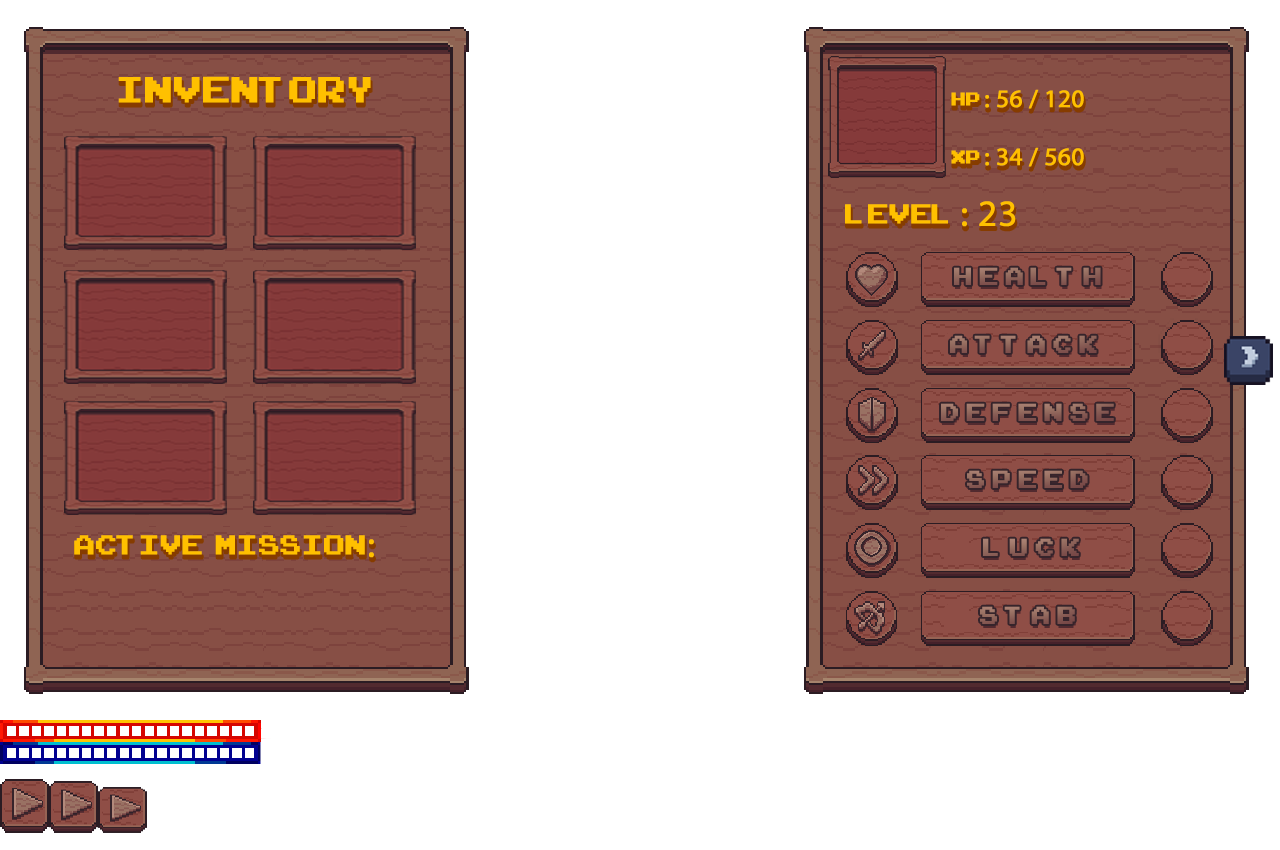 INVENTORY
ACTIVE MISSION:
HP: 56 / 120
XP: 34 / 560
LEVEL : 23
HEALTH
ATTACK
DEFENSE
SPEED
LUCK
STAB